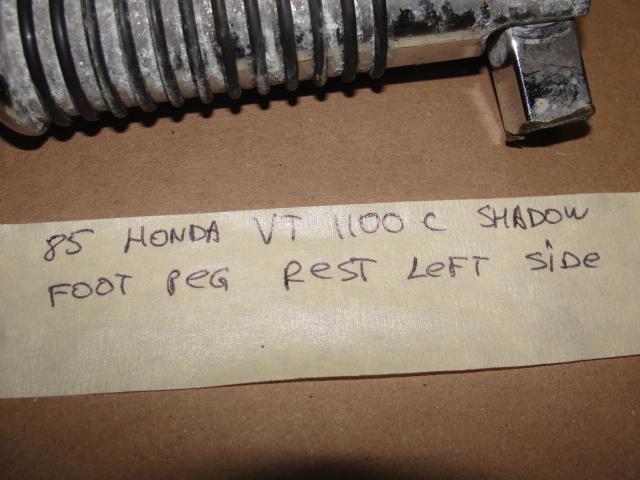 85 HONDA VT 1100 C SHADOW
FOOT PeG ReST LeFT SiDe